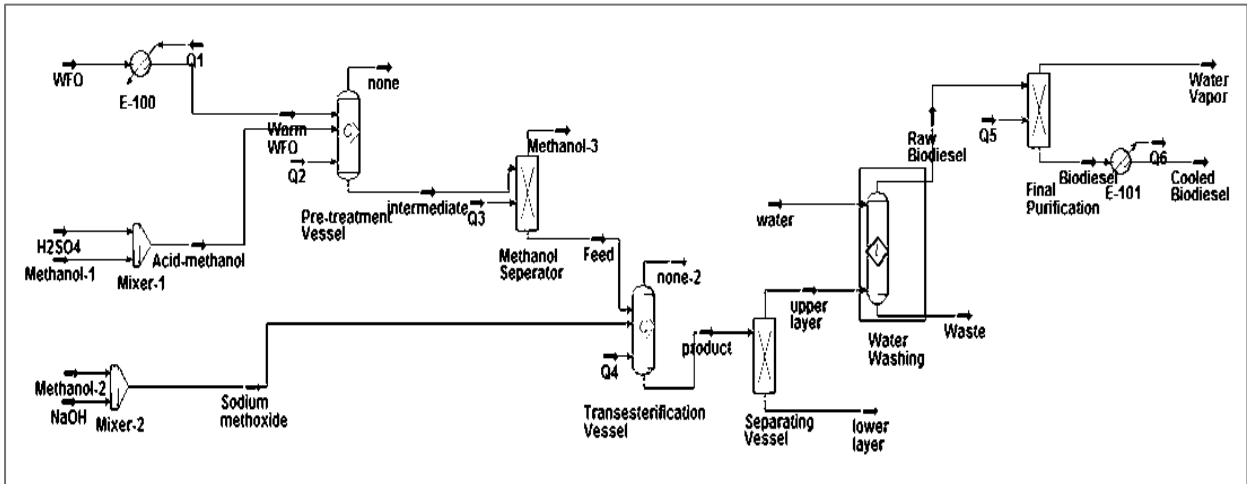 WFO
Q1
E-100
none
Warm
WFO
Q2
Pre-treatment
Vessel
intermediate
Methanol-3
Q3
Methanol
Seperator
Feed
H2SO4
Methanol-1
Mixer-1
Acid-methanol
Methanol-2
NaOH
Mixer-2
Sodium
methoxide
none-2
Q4
Transesterification
Vessel
product
Separating
Vessel
upper
layer
lower
layer
water
Water
Washing
Waste
Raw
Biodiesel
Q5
Water
Vapor
Final
Purification
Biodiesel
Q6
E-101
Cooled
Biodiesel